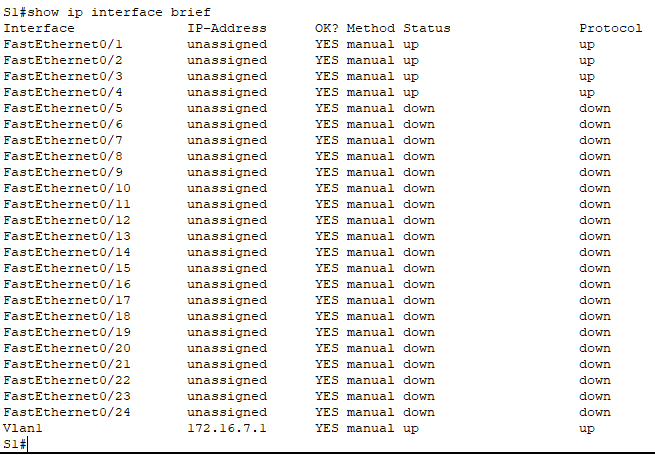 S1#show ip interface brief
Interface IP-Address OK? Method Status Protocol
FastEthernet0/1 unassigned YES manual up up
FastEthernet0/2 unassigned YES manual up up
FastEthernet0/3 unassigned YES manual up up
FastEthernet0/4 unassigned YES manual up up
FastEthernet0/5 unassigned YES manual down down
FastEthernet0/6 unassigned YES manual down down
FastEthernet0/7 unassigned YES manual down down
FastEthernet0/8 unassigned YES manual down down
FastEthernet0/9 unassigned YES manual down down
FastEthernet0/10 unassigned YES manual down down
FastEthernet0/11 unassigned YES manual down down
FastEthernet0/12 unassigned YES manual down down
FastEthernet0/13 unassigned YES manual down down
FastEthernet0/14 unassigned YES manual down down
FastEthernet0/15 unassigned YES manual down down
FastEthernet0/16 unassigned YES manual down down
FastEthernet0/17 unassigned YES manual down down
FastEthernet0/18 unassigned YES manual down down
FastEthernet0/19 unassigned YES manual down down
FastEthernet0/20 unassigned YES manual down down
FastEthernet0/21 unassigned YES manual down down
FastEthernet0/22 unassigned YES manual down down
FastEthernet0/23 unassigned YES manual down down
FastEthernet0/24 unassigned YES manual down down
Vlan1 172.16.7.1 YES manual up up
S1#